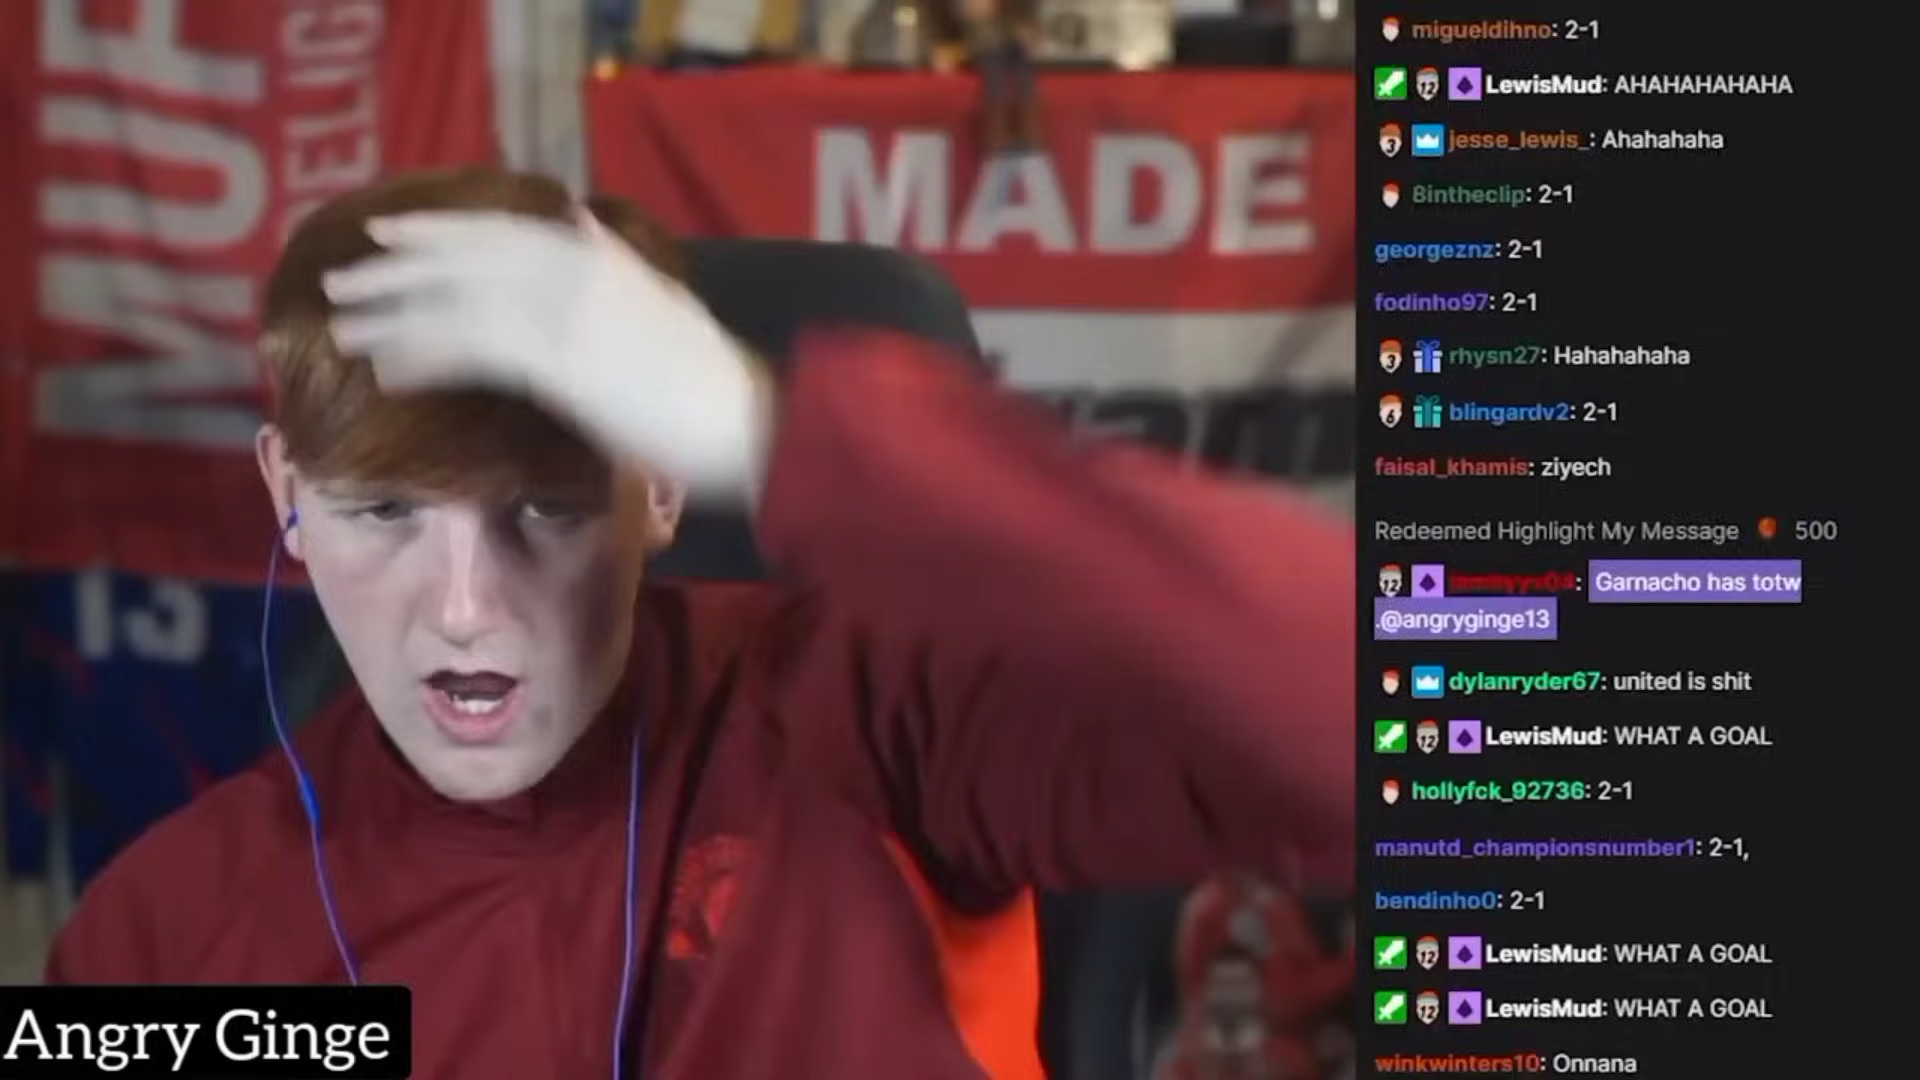 MUF
DELIG
MADE
13
Angry Ginge
migueldihno: 2-1
LewisMud: AHAHAHAHAHA
jesse_lewis_: Ahahahaha
8intheclip: 2-1
georgeznz: 2-1
fodinho97: 2-1
rhysn27: Hahahahaha
blingardv2: 2-1
faisal_khamis: ziyech
Redeemed Highlight My Message 500
: Garnacho has totw
.@angryginge13
dylanryder67: united is shit
LewisMud: WHAT A GOAL
hollyfck_92736: 2-1
manutd_championsnumber1: 2-1,
bendinho0: 2-1
LewisMud: WHAT A GOAL
LewisMud: WHAT A GOAL
winkwinters10: Onnana